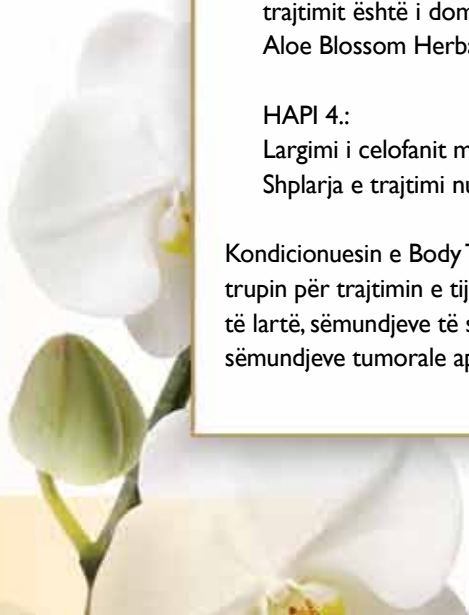 trajtimit është i dom
Aloe Blossom Herba
HAPI 4.:
Largimi i celofanit m
Shplarja e trajtimi nu
Kondicionuesin e Body T
trupin për trajtimin e tij
të lartë, sëmundjeve të s
sëmundjeve tumorale ap